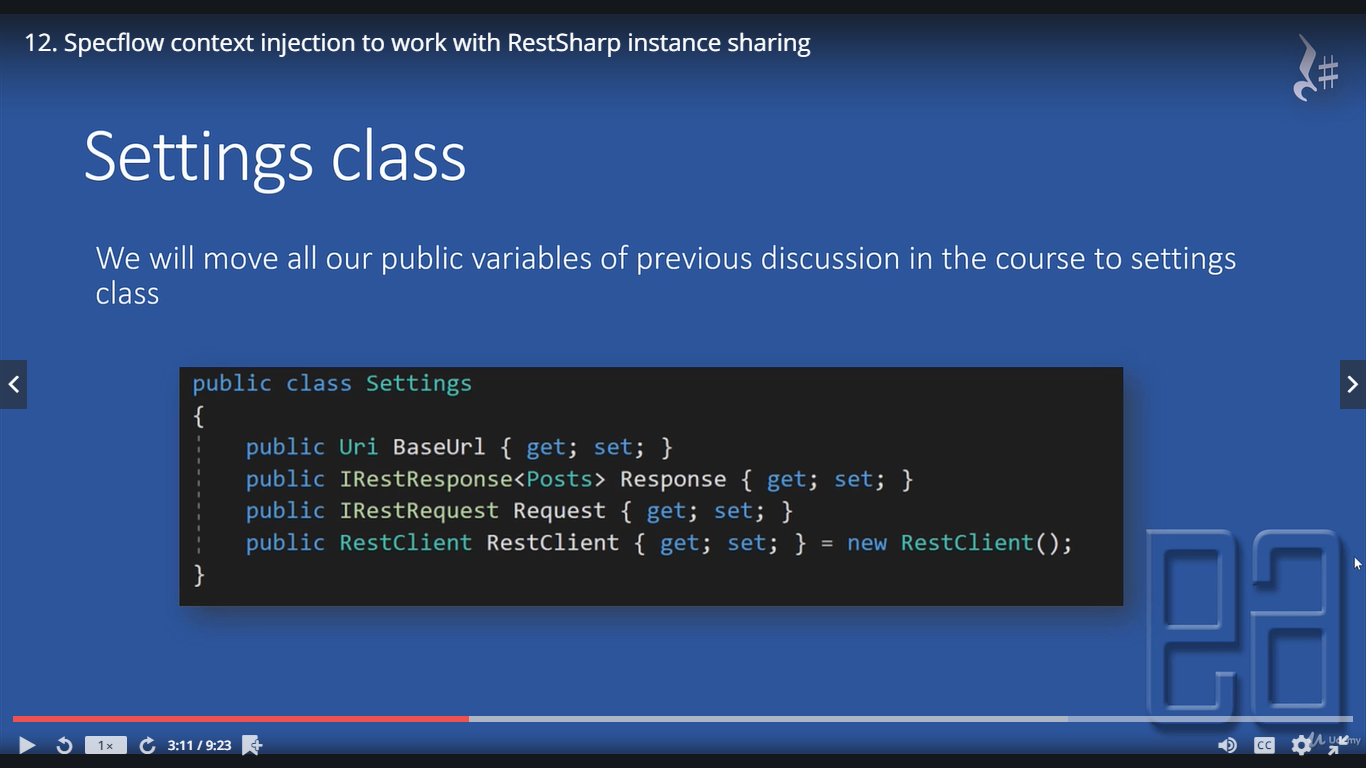 12. Specflow context injection to work with RestSharp instance sharing
Settings class
We will move all our public variables of previous discussion in the course to settings
class
public class Settings
{
public Uri BaseUrl { get; set; }
public IRestResponse<Posts> Response { get; set; }
public IRestRequest Request { get; set; }
public RestClient RestClient { get; set; } = new RestClient();
}
ea
1×
3:11 / 9:23
CC